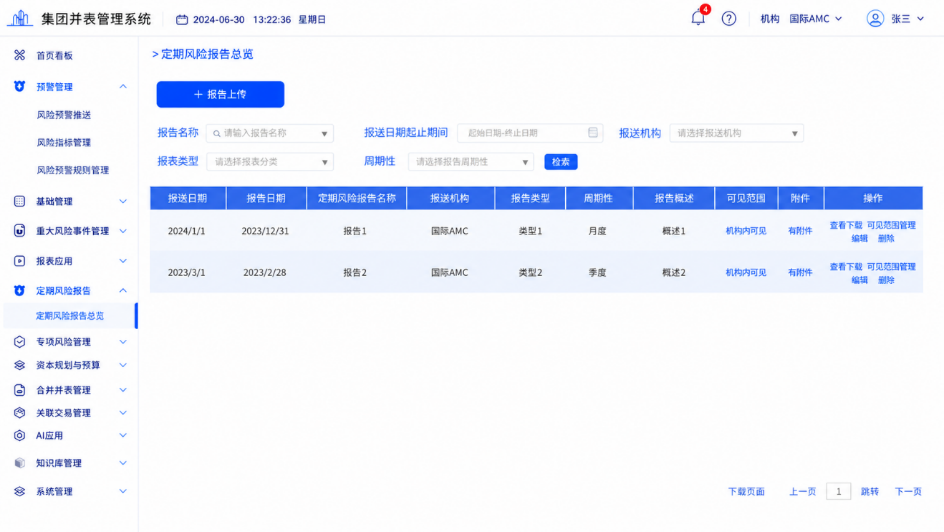 集团并表管理系统 2024-06-30 13:22:36 星期日 4 机构 国际AMC 张三
首页看板
预警管理
风险预警推送
风险指标管理
风险预警规则管理
基础管理
重大风险事件管理
报表应用
定期风险报告
定期风险报告总览
专项风险管理
资本规划与预算
合并并表管理
关联交易管理
AI应用
知识库管理
系统管理
>定期风险报告总览
+ 报告上传
报告名称 请输入报告名称 报送日期起止期间 起始日期-终止日期 报送机构 请选择报送机构
报表类型 请选择报表分类 周期性 请选择报告周期性 检索
报送日期 报告日期 定期风险报告名称 报送机构 报告类型 周期性 报告概述 可见范围 附件 操作
2024/1/1 2023/12/31 报告1 国际AMC 类型1 月度 概述1 机构内可见 有附件 查看下载 可见范围管理
编辑 删除
2023/3/1 2023/2/28 报告2 国际AMC 类型2 季度 概述2 机构内可见 有附件 查看下载 可见范围管理
编辑 删除
下载页面 上一页 1 跳转 下一页